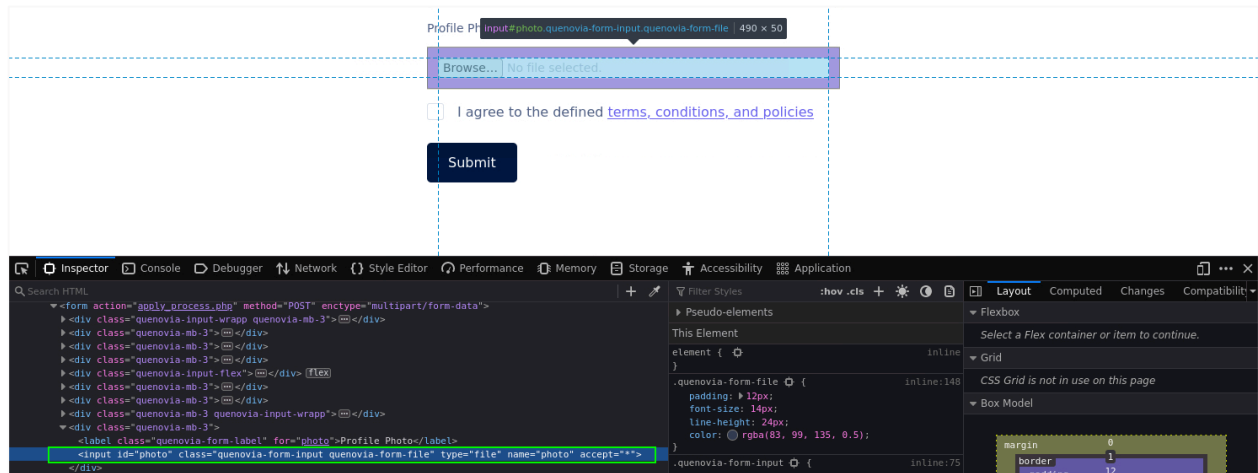 Profile Ph input#photo.quenovia-form-input.quenovia-form-file | 490 × 50
Browse... No file selected.
I agree to the defined terms, conditions, and policies
Submit
Inspector Console Debugger Network {} Style Editor Performance Memory Storage Accessibility Application
Search HTML
<form action="apply_process.php" method="POST" enctype="multipart/form-data">
<div class="quenovia-input-wrapp quenovia-mb-3"></div>
<div class="quenovia-mb-3"></div>
<div class="quenovia-mb-3"></div>
<div class="quenovia-mb-3"></div>
<div class="quenovia-input-flex"></div> flex
<div class="quenovia-mb-3"></div>
<div class="quenovia-mb-3 quenovia-input-wrapp"></div>
<div class="quenovia-mb-3">
<label class="quenovia-form-label" for="photo">Profile Photo</label>
<input id="photo" class="quenovia-form-input quenovia-form-file" type="file" name="photo" accept="*">
</div>
Filter Styles :hov .cls +
Pseudo-elements
This Element
element { inline
}
.quenovia-form-file { inline:148
padding: 12px;
font-size: 14px;
line-height: 24px;
color: rgba(83, 99, 135, 0.5);
}
.quenovia-form-input { inline:75
Layout Computed Changes Compatibility
Flexbox
Select a Flex container or item to continue.
Grid
CSS Grid is not in use on this page
Box Model
margin 0
border 1
12